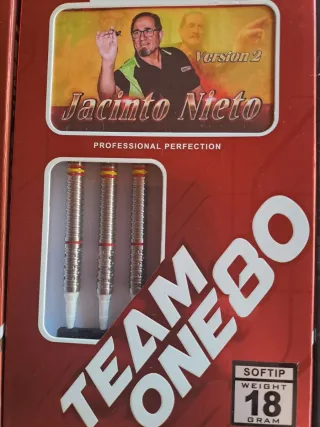 Version 2
Jacinto Nieto
PROFESSIONAL PERFECTION
TEAM
ONE80
SOFTIP
WEIGHT
18
GRAM